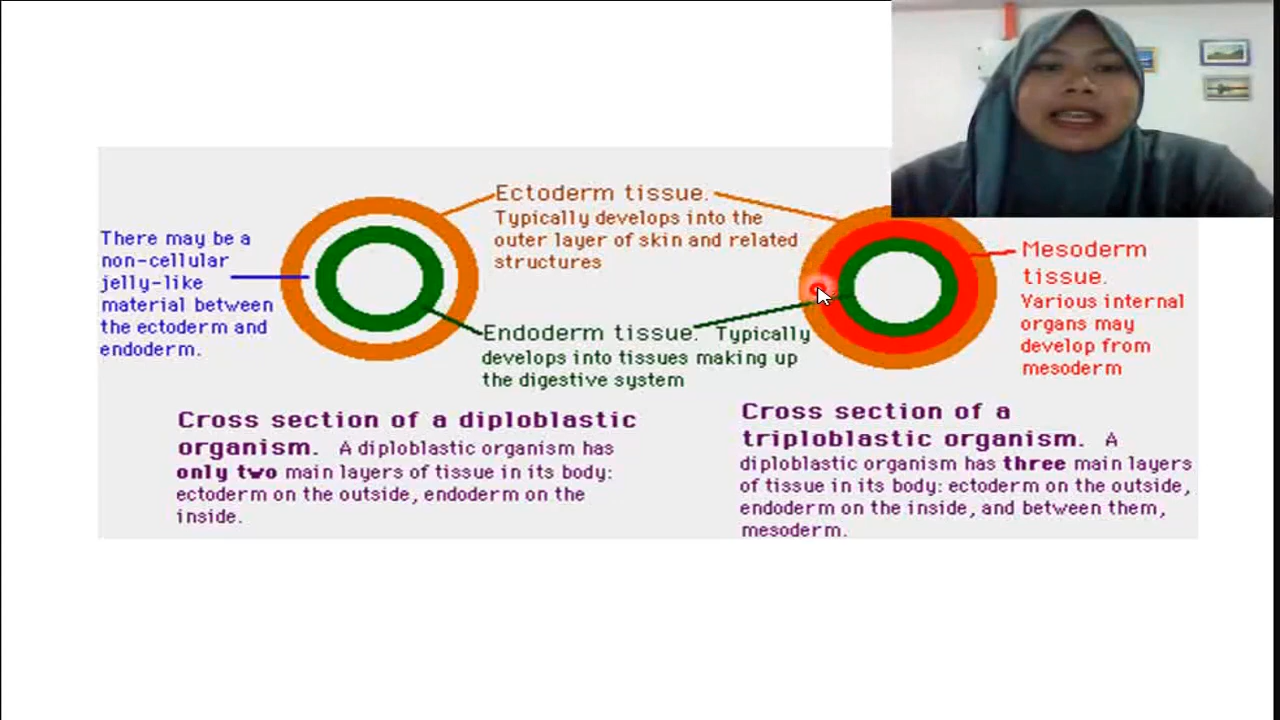 Ectoderm tissue.
Typically develops into the
outer layer of skin and related
structures
There may be a
non-cellular
jelly-like
material between
the ectoderm and
endoderm.
Mesoderm
tissue.
Various internal
organs may
develop from
mesoderm
Endoderm tissue. Typically
develops into tissues making up
the digestive system
Cross section of a diploblastic
organism. A diploblastic organism has
only two main layers of tissue in its body:
ectoderm on the outside, endoderm on the
inside.
Cross section of a
triploblastic organism. A
diploblastic organism has three main layers
of tissue in its body: ectoderm on the outside,
endoderm on the inside, and between them,
mesoderm.